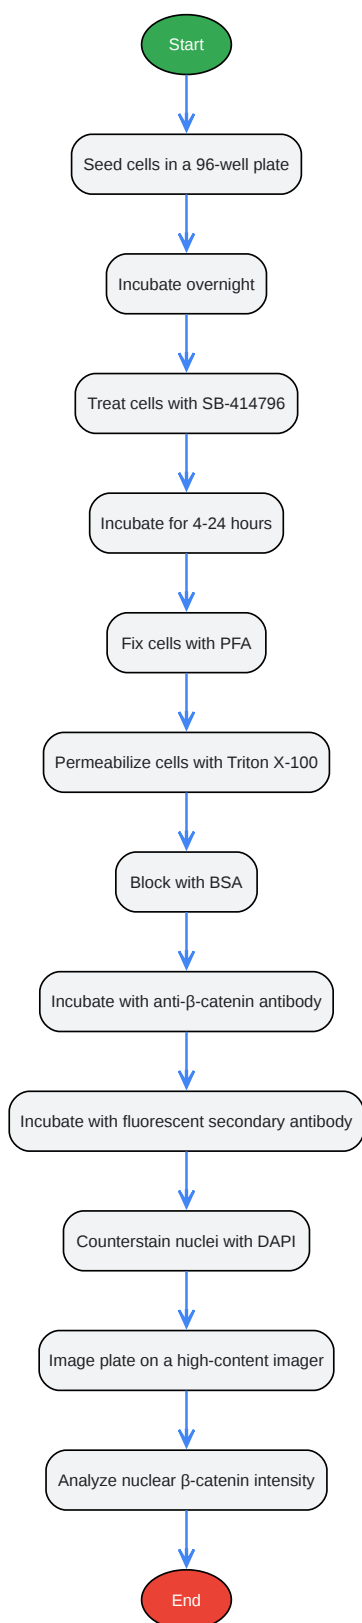 Start
Seed cells in a 96-well plate
Incubate overnight
Treat cells with SB-414796
Incubate for 4-24 hours
Fix cells with PFA
Permeabilize cells with Triton X-100
Block with BSA
Incubate with anti-β-catenin antibody
Incubate with fluorescent secondary antibody
Counterstain nuclei with DAPI
Image plate on a high-content imager
Analyze nuclear β-catenin intensity
End